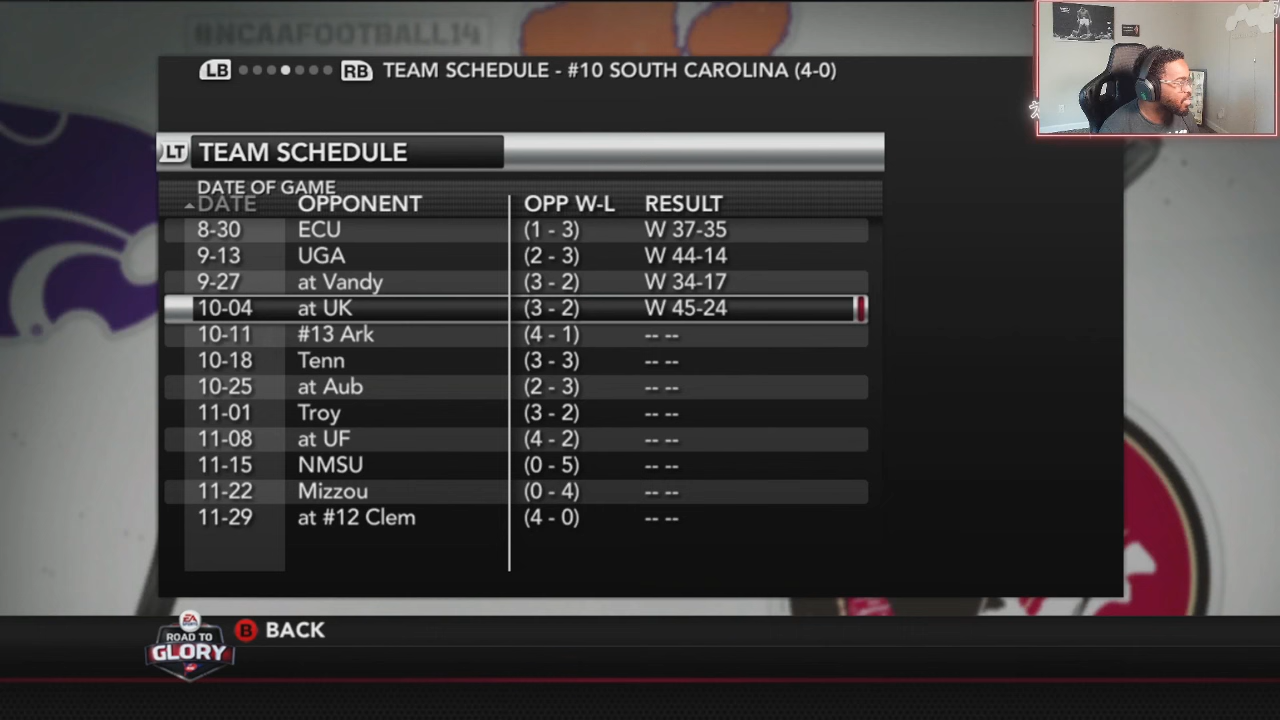 #NCAAFOOTBALL14
LB RB TEAM SCHEDULE - #10 SOUTH CAROLINA (4-0)
LT TEAM SCHEDULE
DATE OF GAME
DATE OPPONENT OPP W-L RESULT
8-30 ECU (1 - 3) W 37-35
9-13 UGA (2 - 3) W 44-14
9-27 at Vandy (3 - 2) W 34-17
10-04 at UK (3 - 2) W 45-24
10-11 #13 Ark (4 - 1) -- --
10-18 Tenn (3 - 3) -- --
10-25 at Aub (2 - 3) -- --
11-01 Troy (3 - 2) -- --
11-08 at UF (4 - 2) -- --
11-15 NMSU (0 - 5) -- --
11-22 Mizzou (0 - 4) -- --
11-29 at #12 Clem (4 - 0) -- --
EA
SPORTS
ROAD TO
GLORY
B BACK